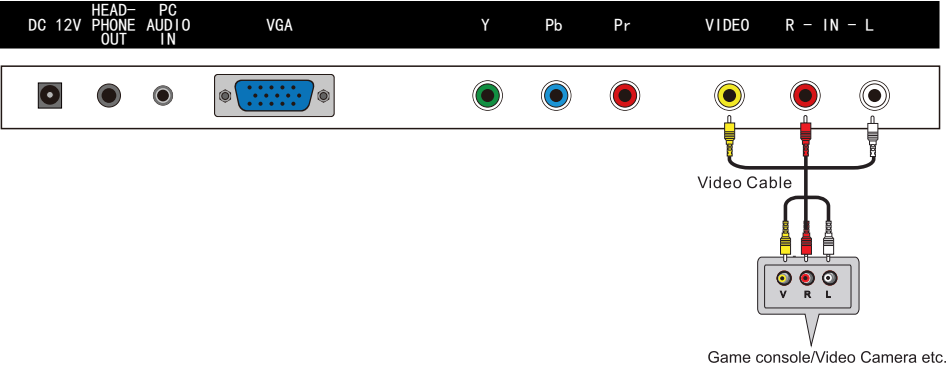 DC 12V
HEAD-
PHONE
OUT
PC
AUDIO
IN
VGA
Y
Pb
Pr
VIDEO
R - IN - L
Video Cable
V R L
Game console/Video Camera etc.